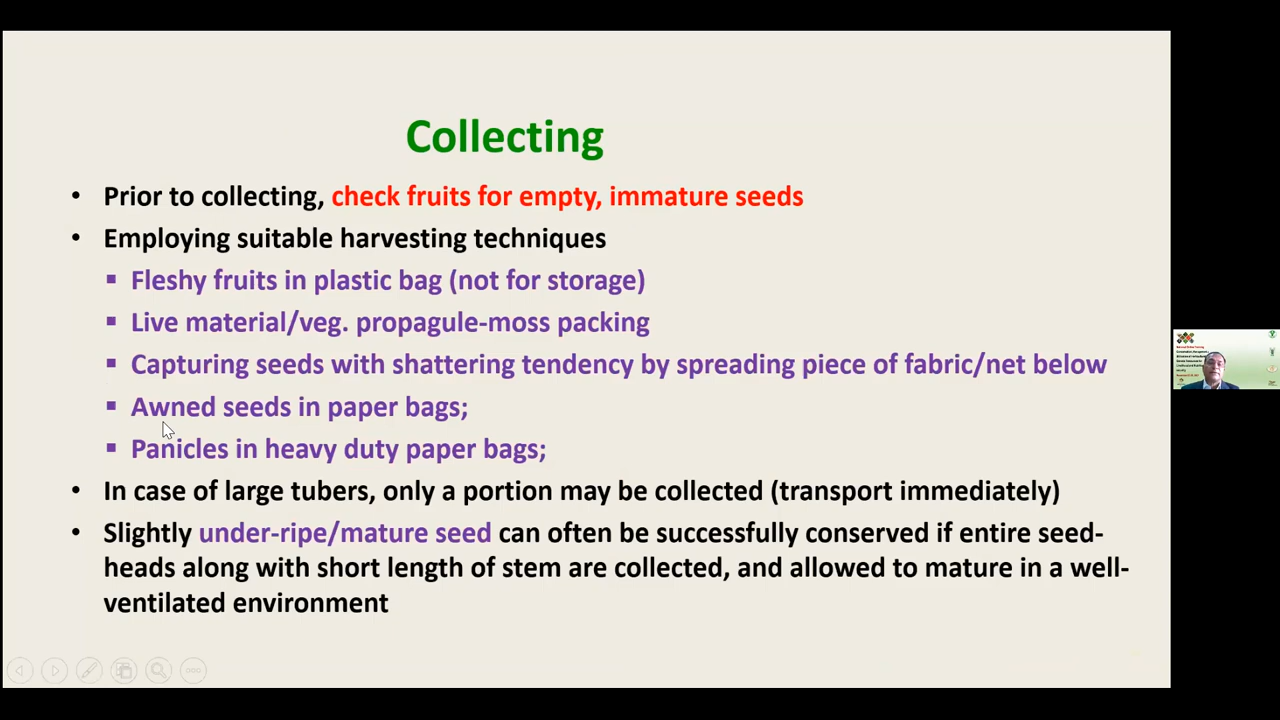 Collecting
• Prior to collecting, check fruits for empty, immature seeds
• Employing suitable harvesting techniques
▪ Fleshy fruits in plastic bag (not for storage)
▪ Live material/veg. propagule-moss packing
▪ Capturing seeds with shattering tendency by spreading piece of fabric/net below
▪ Awned seeds in paper bags;
▪ Panicles in heavy duty paper bags;
• In case of large tubers, only a portion may be collected (transport immediately)
• Slightly under-ripe/mature seed can often be successfully conserved if entire seed-
heads along with short length of stem are collected, and allowed to mature in a well-
ventilated environment